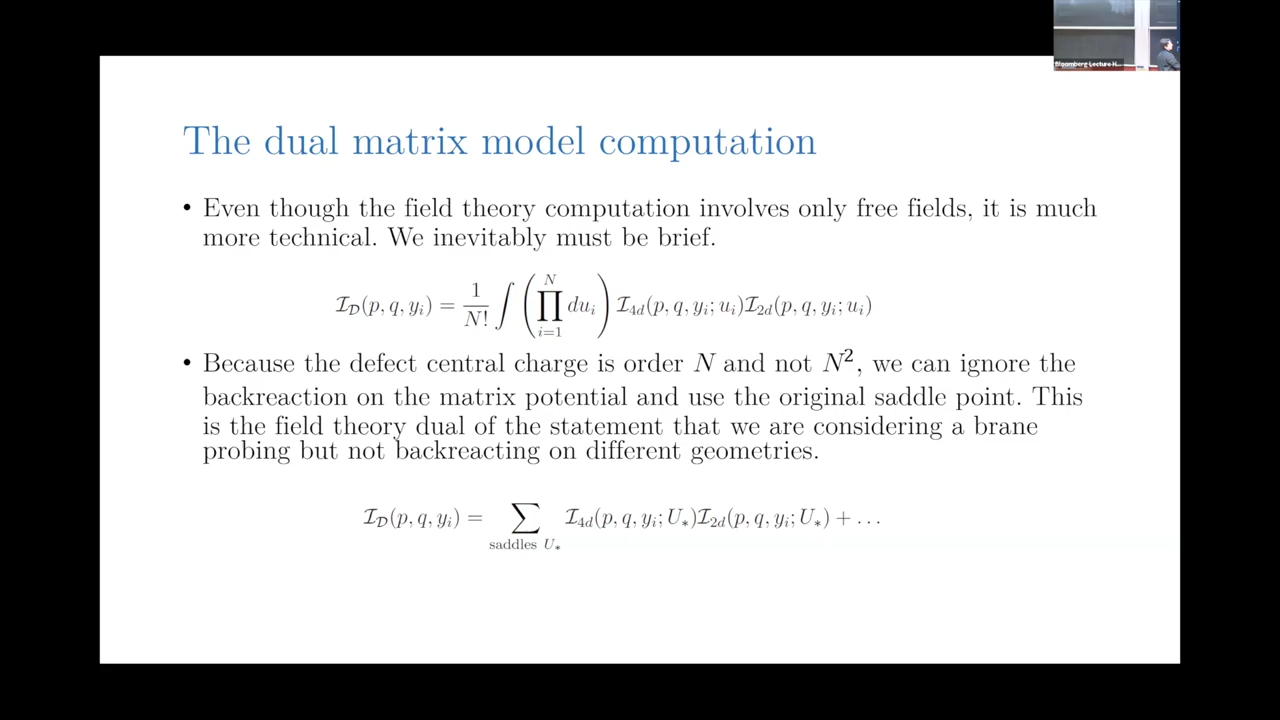 Bloomberg Lecture H...
The dual matrix model computation
• Even though the field theory computation involves only free fields, it is much
more technical. We inevitably must be brief.
$\mathcal{I}_{\mathcal{D}}(p, q, y_i) = \frac{1}{N!} \int \left( \prod_{i=1}^{N} du_i \right) \mathcal{I}_{4d}(p, q, y_i; u_i) \mathcal{I}_{2d}(p, q, y_i; u_i)$
• Because the defect central charge is order $N$ and not $N^2$, we can ignore the
backreaction on the matrix potential and use the original saddle point. This
is the field theory dual of the statement that we are considering a brane
probing but not backreacting on different geometries.
$\mathcal{I}_{\mathcal{D}}(p, q, y_i) = \sum_{\text{saddles } U_*} \mathcal{I}_{4d}(p, q, y_i; U_*) \mathcal{I}_{2d}(p, q, y_i; U_*) + \ldots$